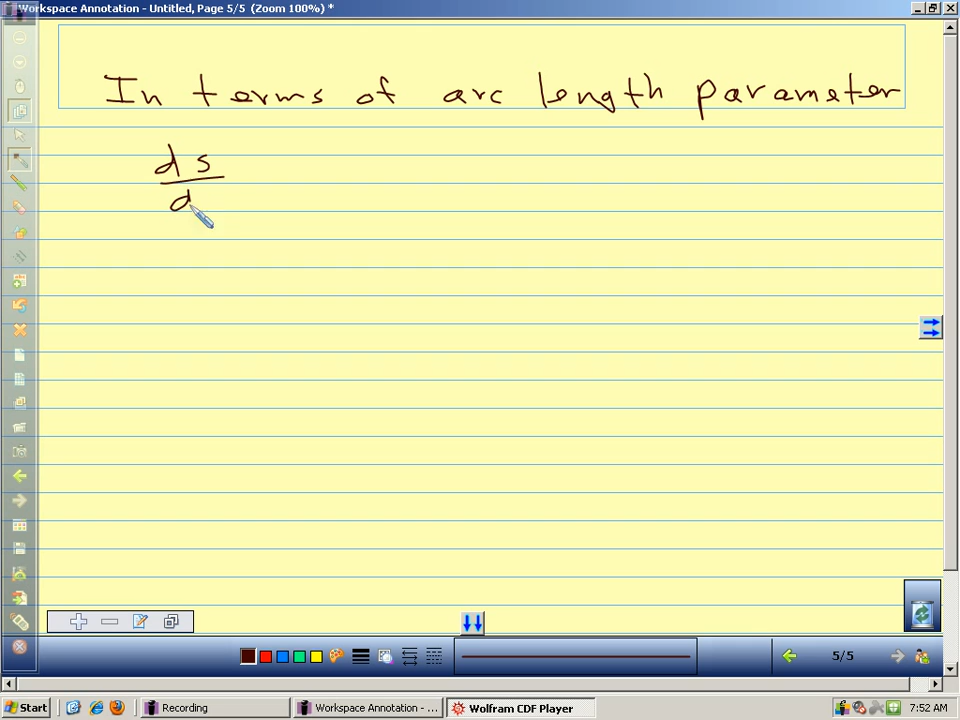 Workspace Annotation - Untitled, Page 5/5 (Zoom 100%) *
In terms of arc length parameter
d s
d
5/5
Start
Recording
Workspace Annotation - ...
Wolfram CDF Player
7:52 AM